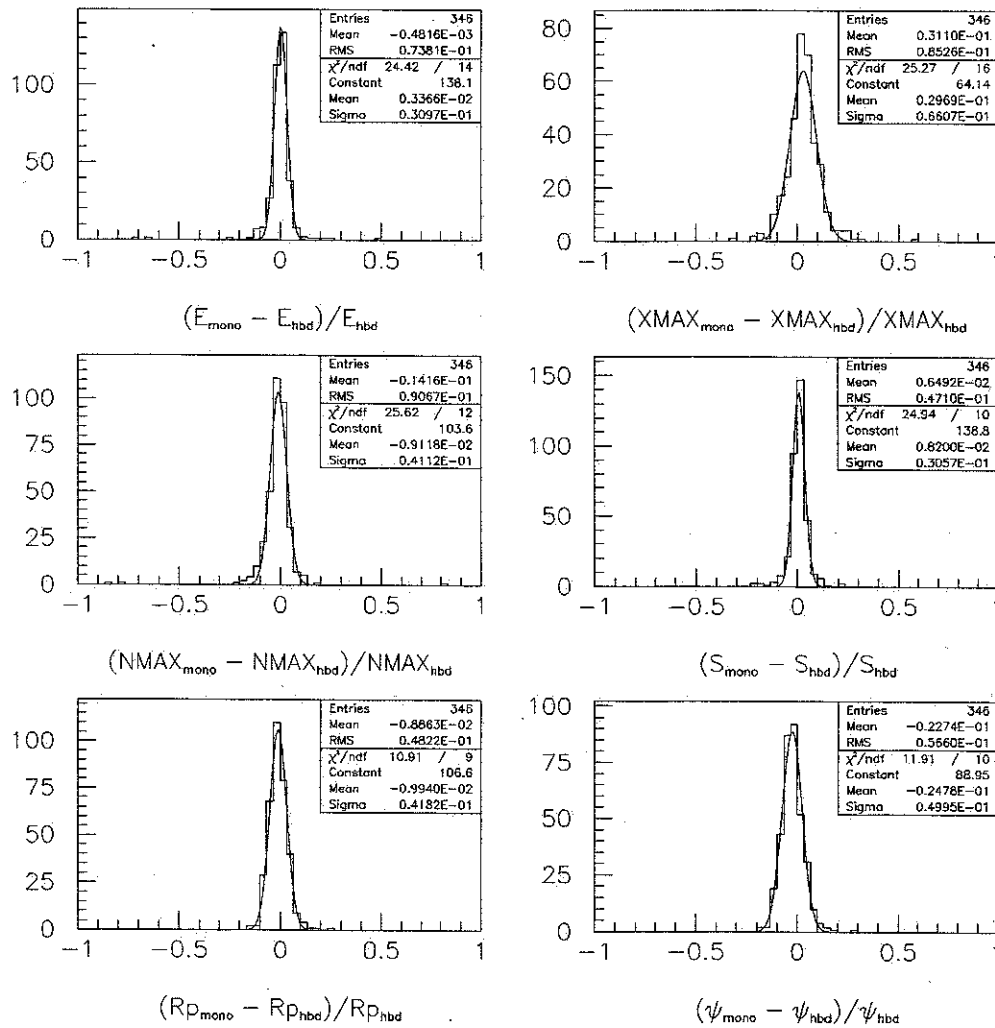 Entries 346
Mean -0.4816E-03
RMS 0.7381E-01
χ²/ndf 24.42 / 14
Constant 138.1
Mean 0.3366E-02
Sigma 0.3097E-01
100
50
0
-1 -0.5 0 0.5 1
(E_mono - E_hbd)/E_hbd
Entries 346
Mean 0.3110E-01
RMS 0.8526E-01
χ²/ndf 25.27 / 16
Constant 64.14
Mean 0.2969E-01
Sigma 0.6607E-01
80
60
40
20
0
-1 -0.5 0 0.5 1
(XMAX_mono - XMAX_hbd)/XMAX_hbd
Entries 346
Mean -0.1416E-01
RMS 0.9067E-01
χ²/ndf 25.62 / 12
Constant 103.6
Mean -0.9118E-02
Sigma 0.4112E-01
100
75
50
25
0
-1 -0.5 0 0.5 1
(NMAX_mono - NMAX_hbd)/NMAX_hbd
Entries 346
Mean 0.6492E-02
RMS 0.4710E-01
χ²/ndf 24.94 / 10
Constant 138.8
Mean 0.8200E-02
Sigma 0.3057E-01
150
100
50
0
-1 -0.5 0 0.5 1
(S_mono - S_hbd)/S_hbd
Entries 346
Mean -0.8863E-02
RMS 0.4822E-01
χ²/ndf 10.91 / 9
Constant 106.6
Mean -0.9940E-02
Sigma 0.4182E-01
100
75
50
25
0
-1 -0.5 0 0.5 1
(Rp_mono - Rp_hbd)/Rp_hbd
Entries 346
Mean -0.2274E-01
RMS 0.5660E-01
χ²/ndf 11.91 / 10
Constant 88.95
Mean -0.2478E-01
Sigma 0.4995E-01
100
75
50
25
0
-1 -0.5 0 0.5 1
(ψ_mono - ψ_hbd)/ψ_hbd